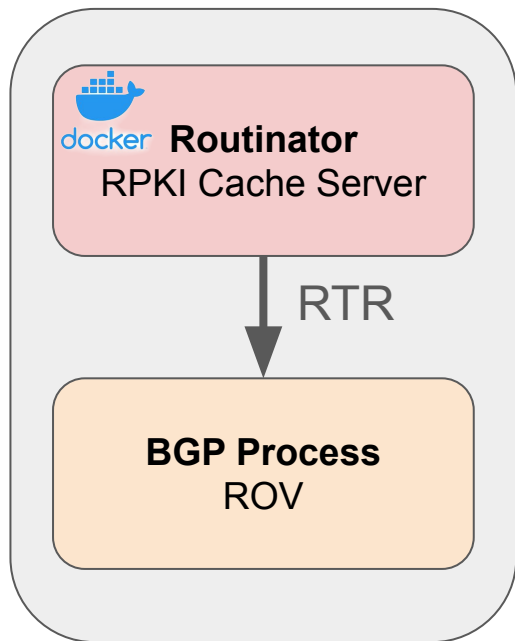 docker
Routinator
RPKI Cache Server
RTR
BGP Process
ROV